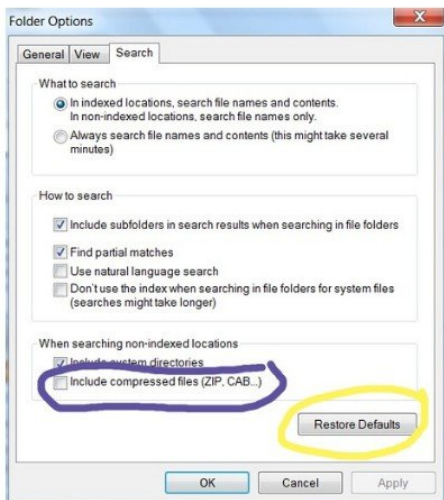 Folder Options
General View Search
What to search
In indexed locations, search file names and contents.
In non-indexed locations, search file names only.
Always search file names and contents (this might take several
minutes)
How to search
Include subfolders in search results when searching in file folders
Find partial matches
Use natural language search
Don't use the index when searching in file folders for system files
(searches might take longer)
When searching non-indexed locations
Include system directories
Include compressed files (ZIP, CAB...)
Restore Defaults
OK Cancel Apply